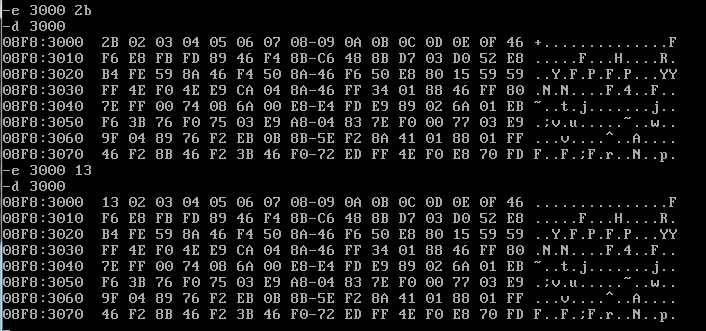 -e 3000 2b
-d 3000
08F8:3000  2B 02 03 04 05 06 07 08-09 0A 0B 0C 0D 0E 0F 46   +..............F
08F8:3010  F6 E8 FB FD 89 46 F4 8B-C6 48 8B D7 03 D0 52 E8   .....F...H....R.
08F8:3020  B4 FE 59 8A 46 F4 50 8A-46 F6 50 E8 80 15 59 59   ..Y.F.P.F.P...YY
08F8:3030  FF 4E F0 4E E9 CA 04 8A-46 FF 34 01 88 46 FF 80   .N.N....F.4..F..
08F8:3040  7E FF 00 74 08 6A 00 E8-E4 FD E9 89 02 6A 01 EB   ~..t.j.......j..
08F8:3050  F6 3B 76 F0 75 03 E9 A8-04 83 7E F0 00 77 03 E9   .;v.u.....~..w..
08F8:3060  9F 04 89 76 F2 EB 0B 8B-5E F2 8A 41 01 88 01 FF   ...v....^..A....
08F8:3070  46 F2 8B 46 F2 3B 46 F0-72 ED FF 4E F0 E8 70 FD   F..F.;F.r..N..p.
-e 3000 13
-d 3000
08F8:3000  13 02 03 04 05 06 07 08-09 0A 0B 0C 0D 0E 0F 46   ...............F
08F8:3010  F6 E8 FB FD 89 46 F4 8B-C6 48 8B D7 03 D0 52 E8   .....F...H....R.
08F8:3020  B4 FE 59 8A 46 F4 50 8A-46 F6 50 E8 80 15 59 59   ..Y.F.P.F.P...YY
08F8:3030  FF 4E F0 4E E9 CA 04 8A-46 FF 34 01 88 46 FF 80   .N.N....F.4..F..
08F8:3040  7E FF 00 74 08 6A 00 E8-E4 FD E9 89 02 6A 01 EB   ~..t.j.......j..
08F8:3050  F6 3B 76 F0 75 03 E9 A8-04 83 7E F0 00 77 03 E9   .;v.u.....~..w..
08F8:3060  9F 04 89 76 F2 EB 0B 8B-5E F2 8A 41 01 88 01 FF   ...v....^..A....
08F8:3070  46 F2 8B 46 F2 3B 46 F0-72 ED FF 4E F0 E8 70 FD   F..F.;F.r..N..p.